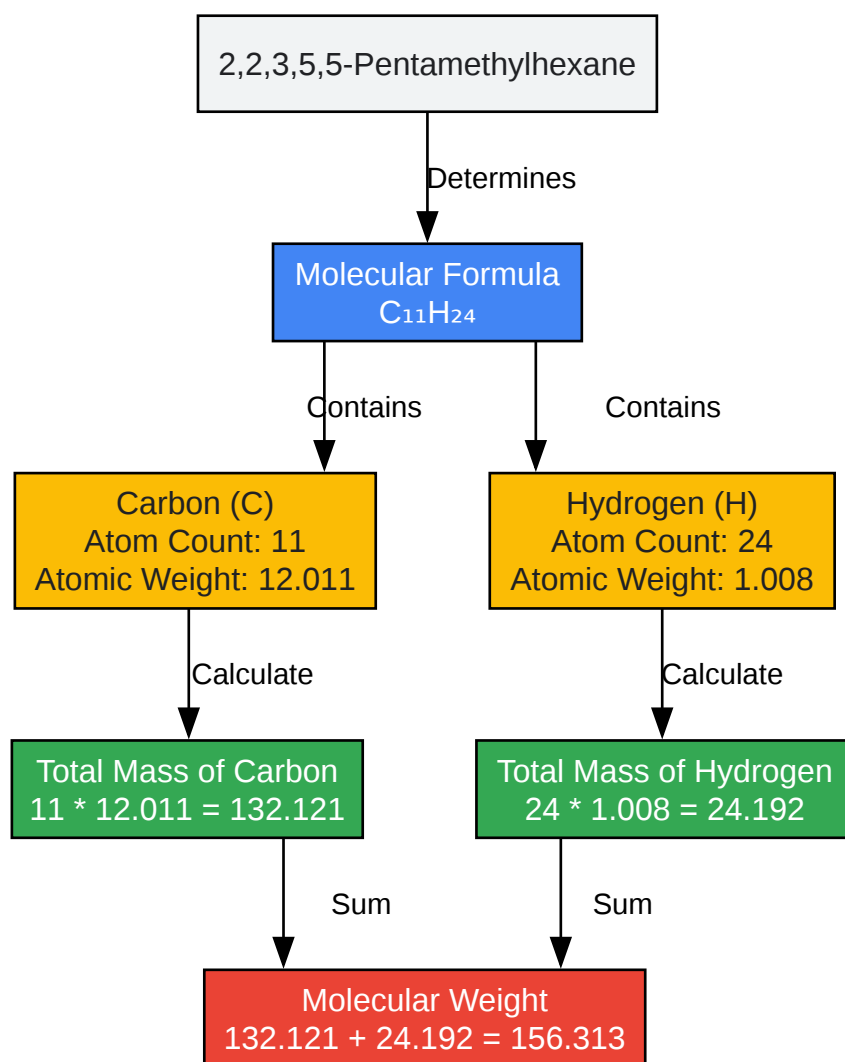 2,2,3,5,5-Pentamethylhexane
Determines
Molecular Formula
C₁₁H₂₄
Contains
Contains
Carbon (C)
Atom Count: 11
Atomic Weight: 12.011
Hydrogen (H)
Atom Count: 24
Atomic Weight: 1.008
Calculate
Calculate
Total Mass of Carbon
11 * 12.011 = 132.121
Total Mass of Hydrogen
24 * 1.008 = 24.192
Sum
Sum
Molecular Weight
132.121 + 24.192 = 156.313